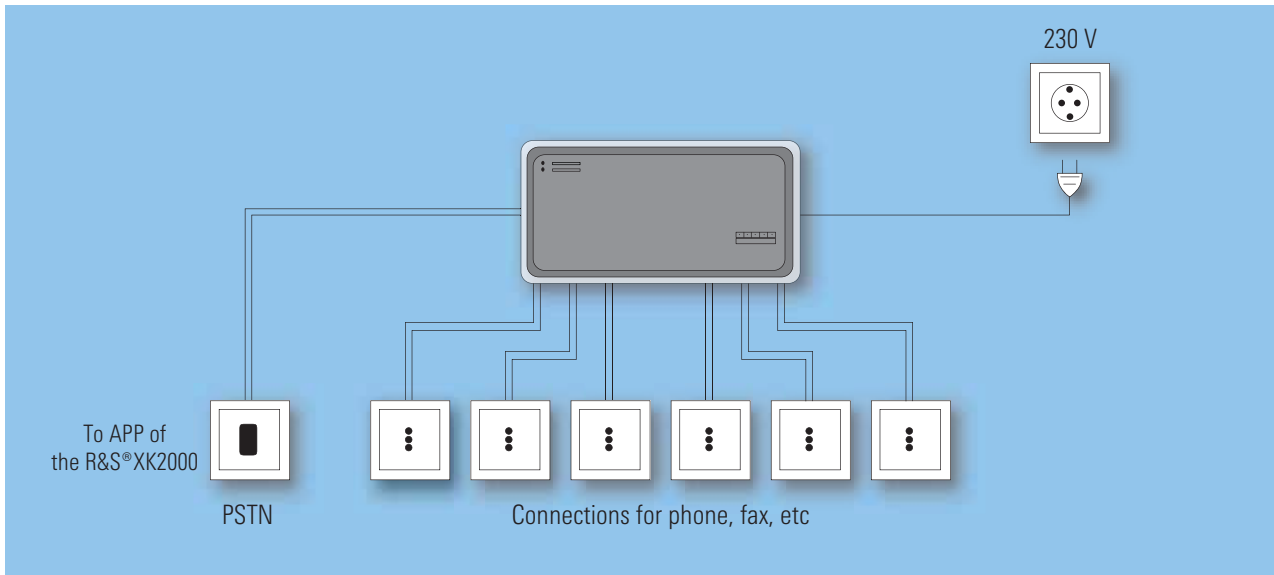 230 V
To APP of
the R&S®XK2000
PSTN
Connections for phone, fax, etc